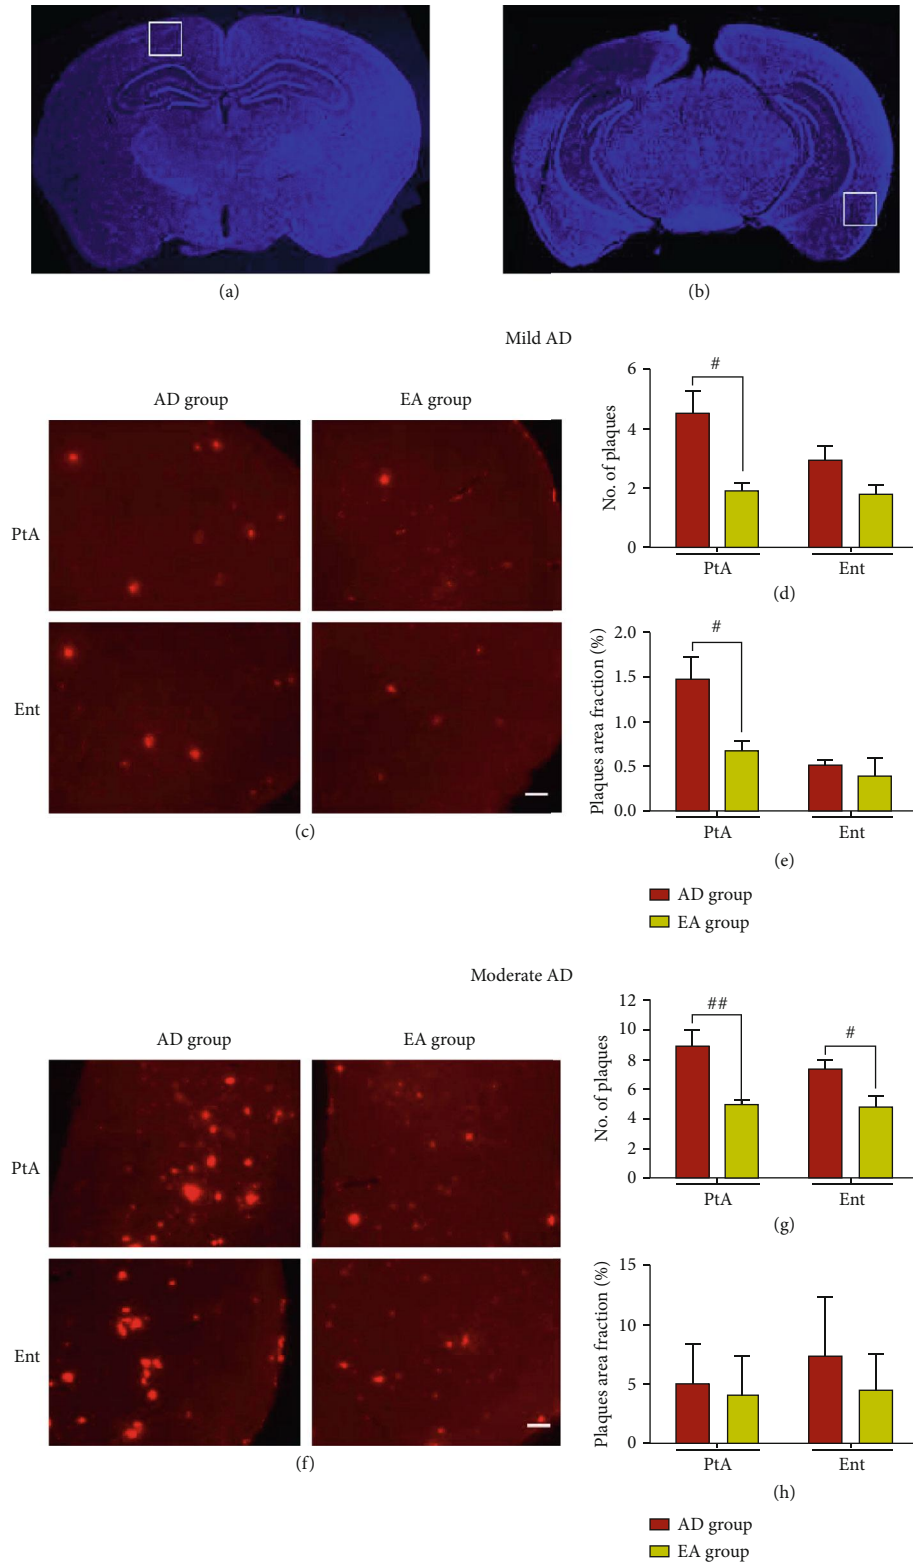 (a)
(b)
Mild AD
AD group
EA group
PtA
Ent
(c)
6
4
2
0
No. of plaques
#
PtA
Ent
(d)
2.0
1.5
1.0
0.5
0.0
Plaques area fraction (%)
#
PtA
Ent
(e)
AD group
EA group
Moderate AD
AD group
EA group
PtA
Ent
(f)
12
10
8
6
4
2
0
No. of plaques
##
#
PtA
Ent
(g)
15
10
5
0
Plaques area fraction (%)
PtA
Ent
(h)
AD group
EA group